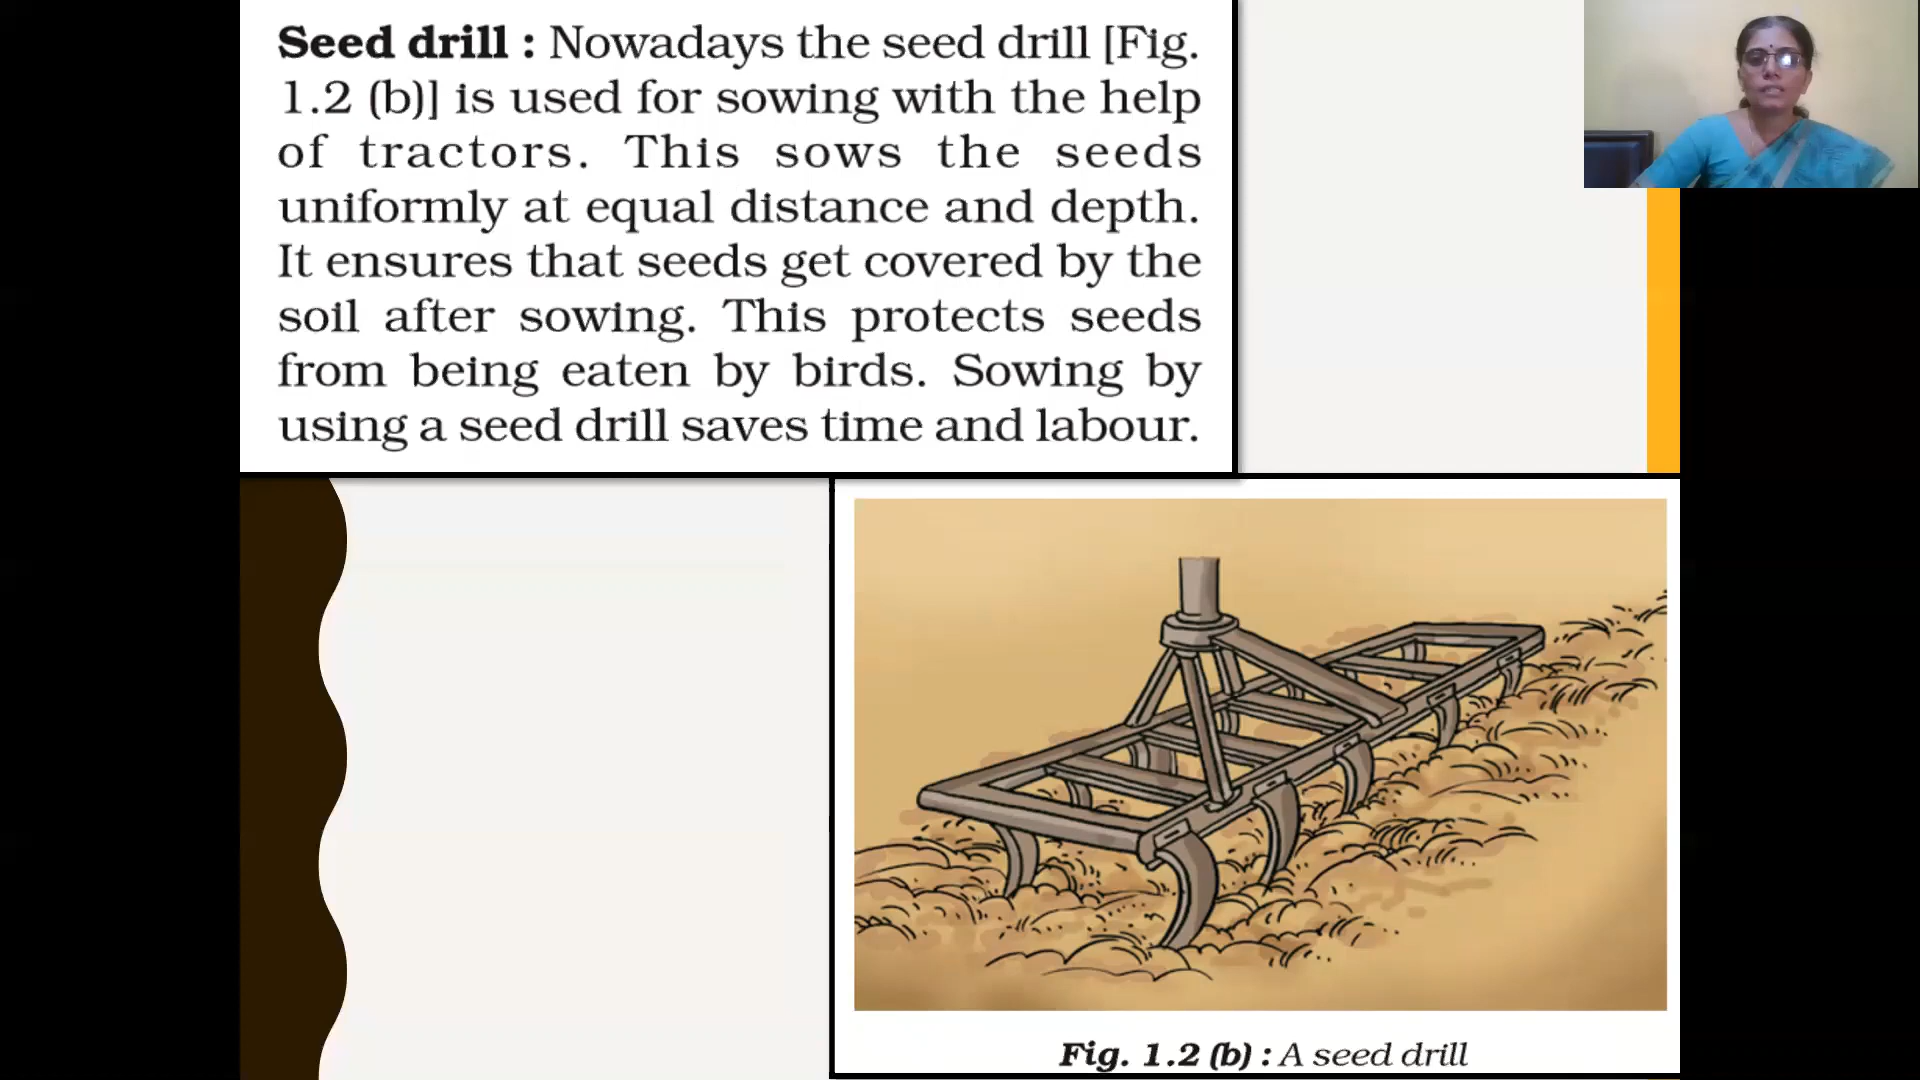 Seed drill : Nowadays the seed drill [Fig.
1.2 (b)] is used for sowing with the help
of tractors. This sows the seeds
uniformly at equal distance and depth.
It ensures that seeds get covered by the
soil after sowing. This protects seeds
from being eaten by birds. Sowing by
using a seed drill saves time and labour.
Fig. 1.2 (b) : A seed drill